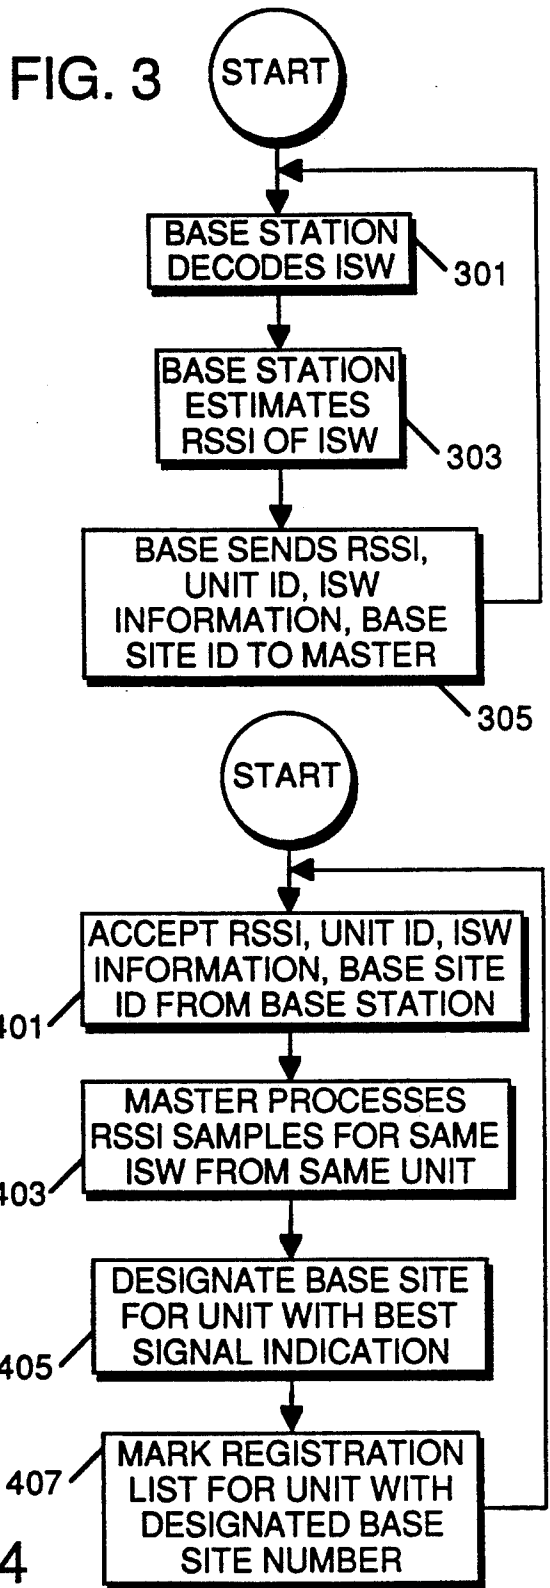 FIG. 3
START
BASE STATION
DECODES ISW
301
BASE STATION
ESTIMATES
RSSI OF ISW
303
BASE SENDS RSSI,
UNIT ID, ISW
INFORMATION, BASE
SITE ID TO MASTER
305
START
ACCEPT RSSI, UNIT ID, ISW
INFORMATION, BASE SITE
ID FROM BASE STATION
401
MASTER PROCESSES
RSSI SAMPLES FOR SAME
ISW FROM SAME UNIT
403
DESIGNATE BASE SITE
FOR UNIT WITH BEST
SIGNAL INDICATION
405
MARK REGISTRATION
LIST FOR UNIT WITH
DESIGNATED BASE
SITE NUMBER
407
4